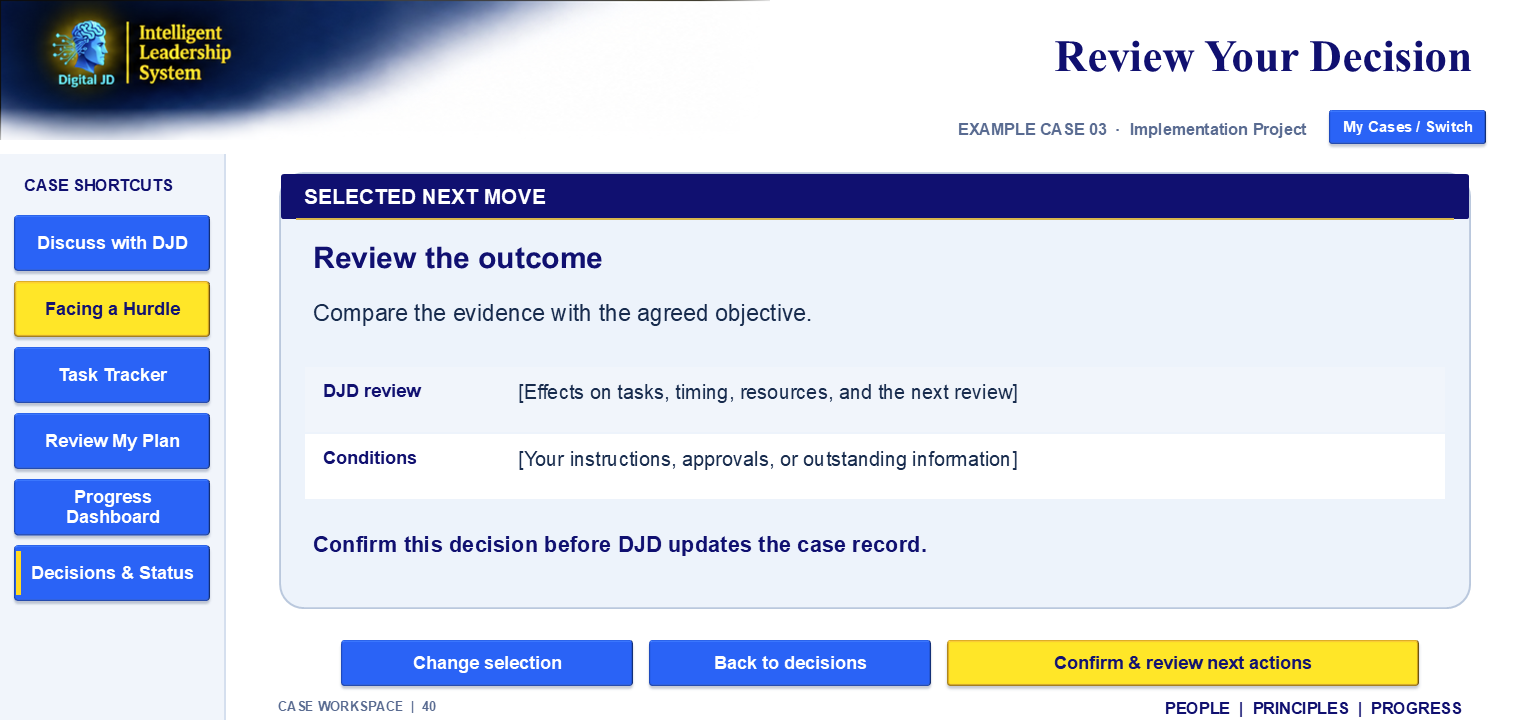 Intelligent
Leadership
System
Digital JD
Review Your Decision
EXAMPLE CASE 03 · Implementation Project
My Cases / Switch
CASE SHORTCUTS
Discuss with DJD
Facing a Hurdle
Task Tracker
Review My Plan
Progress
Dashboard
Decisions & Status
SELECTED NEXT MOVE
Review the outcome
Compare the evidence with the agreed objective.
DJD review [Effects on tasks, timing, resources, and the next review]
Conditions [Your instructions, approvals, or outstanding information]
Confirm this decision before DJD updates the case record.
Change selection
Back to decisions
Confirm & review next actions
CASE WORKSPACE | 40
PEOPLE | PRINCIPLES | PROGRESS